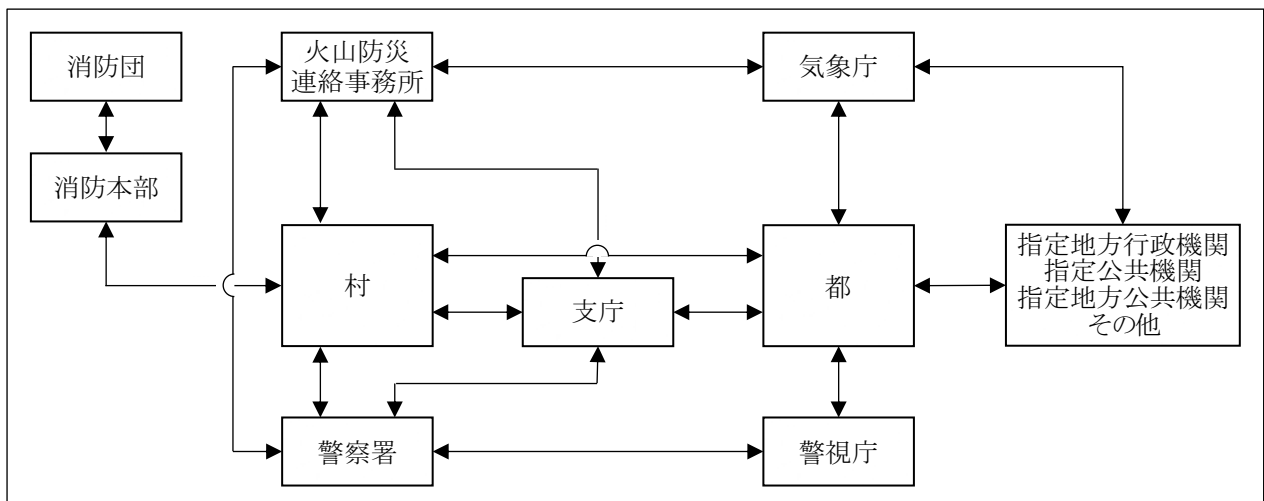 消防団
火山防災
連絡事務所
気象庁
消防本部
村
支庁
都
指定地方行政機関
指定公共機関
指定地方公共機関
その他
警察署
警視庁